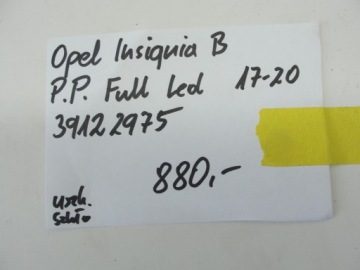 Opel Insignia B
P.P. Full Led 17-20
39122975
880,-